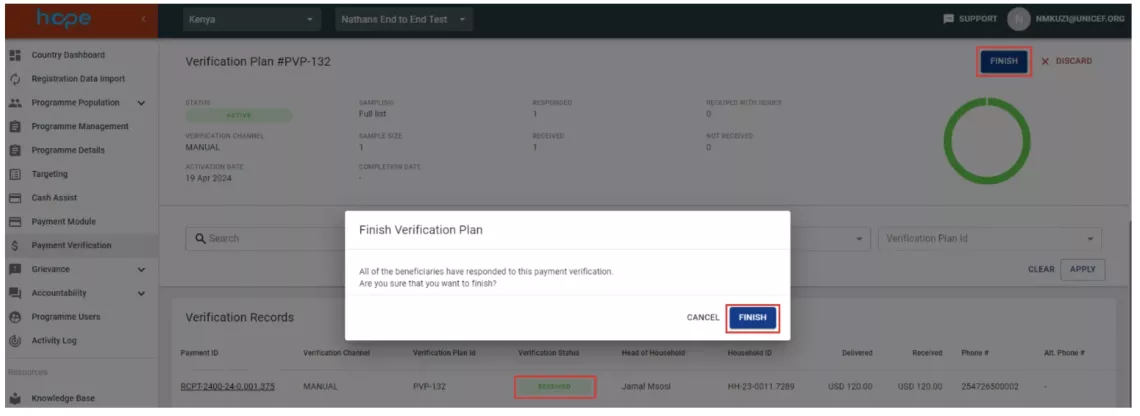 hope
Kenya
Nathans End to End Test
SUPPORT
N
NMKUZI@UNICEF.ORG
Country Dashboard
Registration Data Import
Programme Population
Programme Management
Programme Details
Targeting
Cash Assist
Payment Module
$ Payment Verification
Grievance
Accountability
Programme Users
Activity Log
Resources
Knowledge Base
Verification Plan #PVP-132
FINISH
DISCARD
STATUS
ACTIVE
SAMPLING
Full list
RESPONDED
1
RECEIVED WITH ISSUES
0
VERIFICATION CHANNEL
MANUAL
SAMPLE SIZE
1
RECEIVED
1
NOT RECEIVED
0
ACTIVATION DATE
19 Apr 2024
COMPLETION DATE
-
Search
Verification Plan Id
CLEAR
APPLY
Finish Verification Plan
All of the beneficiaries have responded to this payment verification.
Are you sure that you want to finish?
CANCEL
FINISH
Verification Records
Payment ID Verification Channel Verification Plan Id Verification Status Head of Household Household ID Delivered Received Phone # Alt. Phone #
RCPT-2400-24-0.001.375 MANUAL PVP-132 RECEIVED Jamal Msosi HH-23-0011.7289 USD 120.00 USD 120.00 254726500002 -